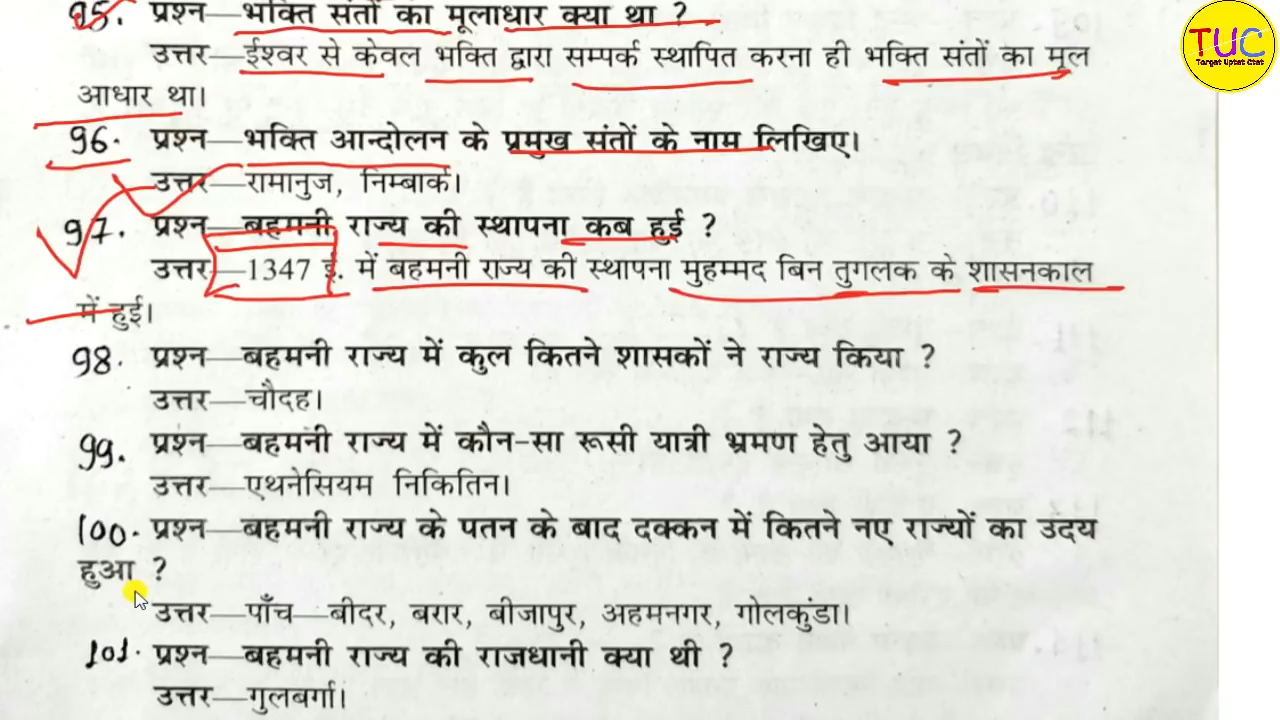 95. प्रश्न—भक्ति संतों का मूलाधार क्या था ?
उत्तर—ईश्वर से केवल भक्ति द्वारा सम्पर्क स्थापित करना ही भक्ति संतों का मूल
आधार था।
96. प्रश्न—भक्ति आन्दोलन के प्रमुख संतों के नाम लिखिए।
उत्तर—रामानुज, निम्बार्क।
97. प्रश्न—बहमनी राज्य की स्थापना कब हुई ?
उत्तर—1347 ई. में बहमनी राज्य की स्थापना मुहम्मद बिन तुगलक के शासनकाल
में हुई।
98. प्रश्न—बहमनी राज्य में कुल कितने शासकों ने राज्य किया ?
उत्तर—चौदह।
99. प्रश्न—बहमनी राज्य में कौन-सा रूसी यात्री भ्रमण हेतु आया ?
उत्तर—एथनेसियम निकितिन।
100. प्रश्न—बहमनी राज्य के पतन के बाद दक्कन में कितने नए राज्यों का उदय
हुआ ?
उत्तर—पाँच—बीदर, बरार, बीजापुर, अहमनगर, गोलकुंडा।
101. प्रश्न—बहमनी राज्य की राजधानी क्या थी ?
उत्तर—गुलबर्गा।
TUC
Target Uptet Ctet